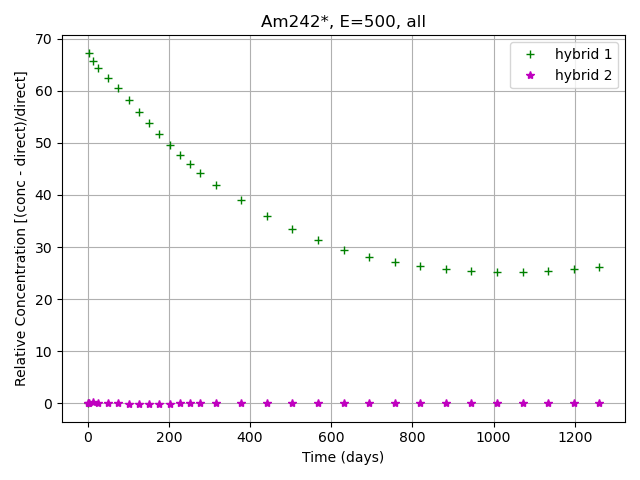 Am242*, E=500, all
hybrid 1
hybrid 2
Relative Concentration [(conc - direct)/direct]
70
60
50
40
30
20
10
0
0 200 400 600 800 1000 1200
Time (days)